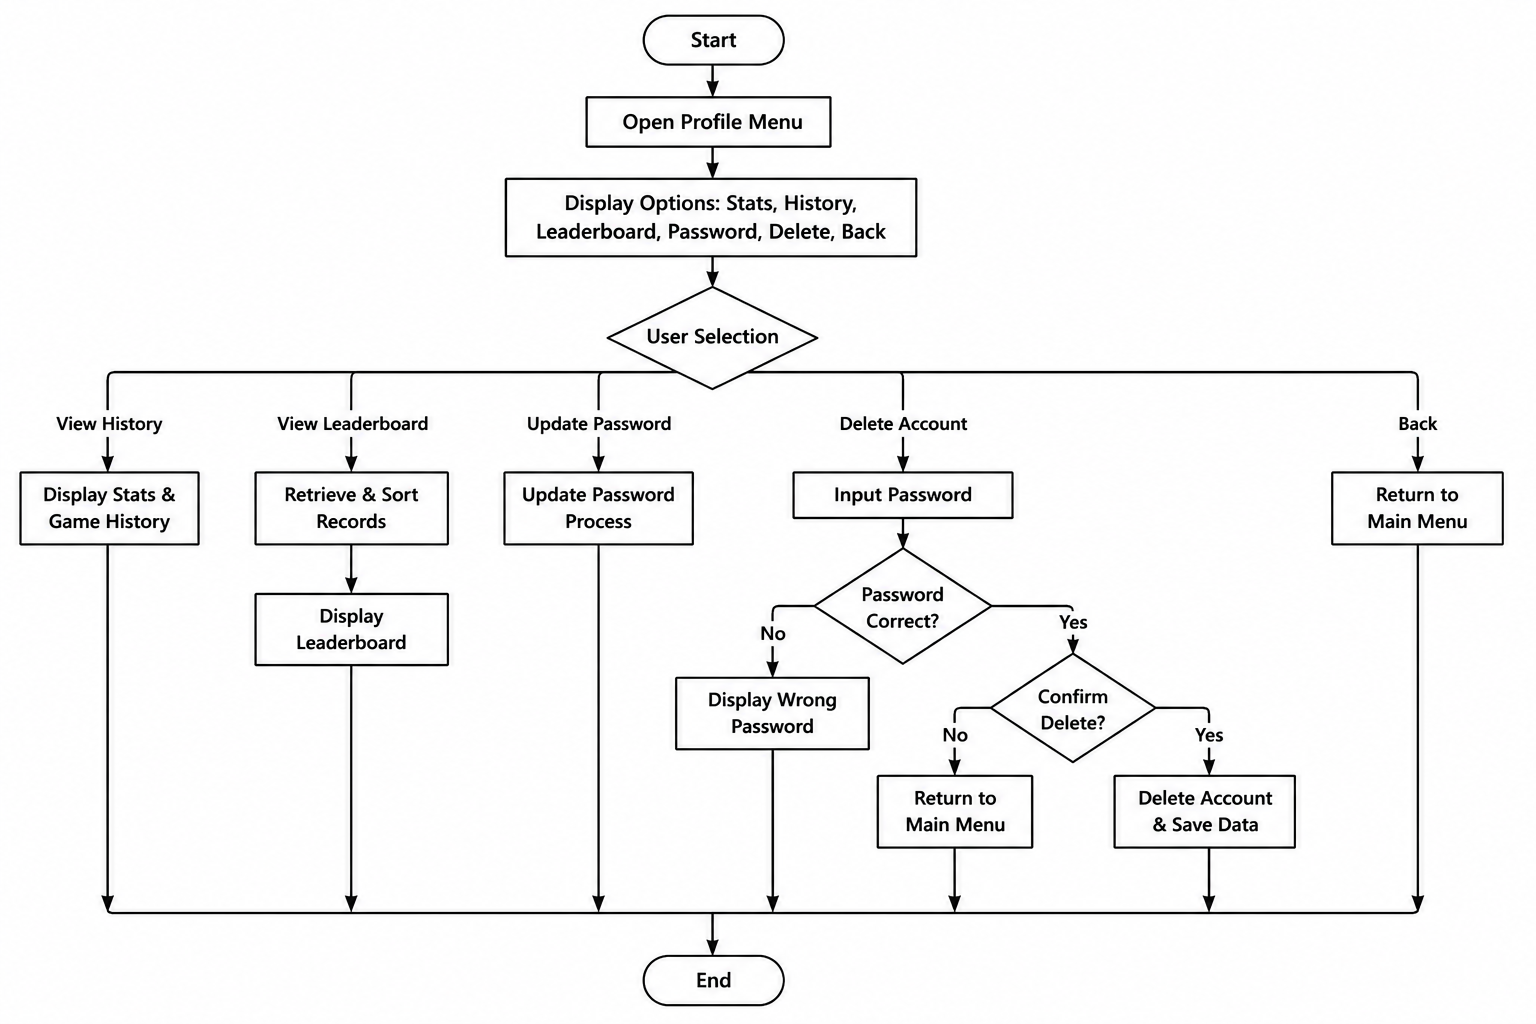 Start
Open Profile Menu
Display Options: Stats, History,
Leaderboard, Password, Delete, Back
User Selection
View History
View Leaderboard
Update Password
Delete Account
Back
Display Stats &
Game History
Retrieve & Sort
Records
Update Password
Process
Input Password
Return to
Main Menu
Display
Leaderboard
Password
Correct?
No
Yes
Display Wrong
Password
Confirm
Delete?
No
Yes
Return to
Main Menu
Delete Account
& Save Data
End